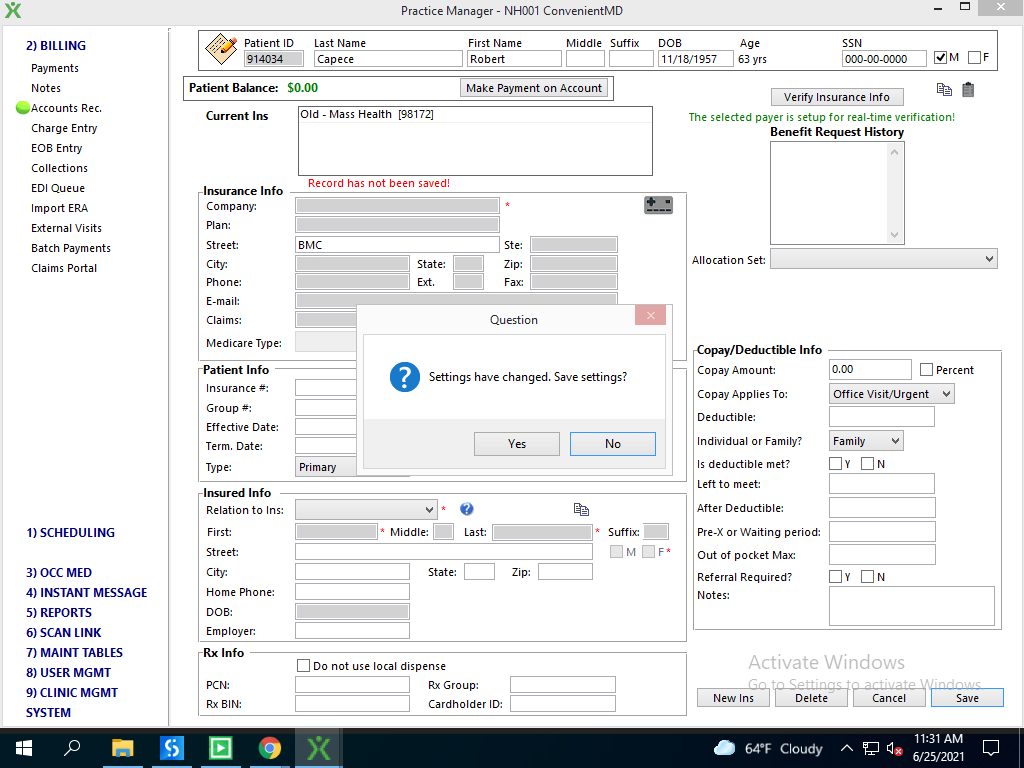 Practice Manager - NH001 ConvenientMD
2) BILLING
Payments
Notes
Accounts Rec.
Charge Entry
EOB Entry
Collections
EDI Queue
Import ERA
External Visits
Batch Payments
Claims Portal
1) SCHEDULING
3) OCC MED
4) INSTANT MESSAGE
5) REPORTS
6) SCAN LINK
7) MAINT TABLES
8) USER MGMT
9) CLINIC MGMT
SYSTEM
Patient ID Last Name First Name Middle Suffix DOB Age SSN
914034 Capece Robert 11/18/1957 63 yrs 000-00-0000 M F
Patient Balance: $0.00 Make Payment on Account
Current Ins Old - Mass Health [98172]
Record has not been saved!
Verify Insurance Info
The selected payer is setup for real-time verification!
Benefit Request History
Allocation Set:
Insurance Info
Company: *
Plan:
Street: BMC Ste:
City: State: Zip:
Phone: Ext. Fax:
E-mail:
Claims:
Medicare Type:
Question
Settings have changed. Save settings?
Yes No
Patient Info
Insurance #:
Group #:
Effective Date:
Term. Date:
Type: Primary
Insured Info
Relation to Ins: *
First: * Middle: Last: * Suffix:
Street: M F *
City: State: Zip:
Home Phone:
DOB:
Employer:
Rx Info
Do not use local dispense
PCN: Rx Group:
Rx BIN: Cardholder ID:
Copay/Deductible Info
Copay Amount: 0.00 Percent
Copay Applies To: Office Visit/Urgent
Deductible:
Individual or Family? Family
Is deductible met? Y N
Left to meet:
After Deductible:
Pre-X or Waiting period:
Out of pocket Max:
Referral Required? Y N
Notes:
Activate Windows
Go to Settings to activate Windows.
New Ins Delete Cancel Save
64°F Cloudy
11:31 AM
6/25/2021